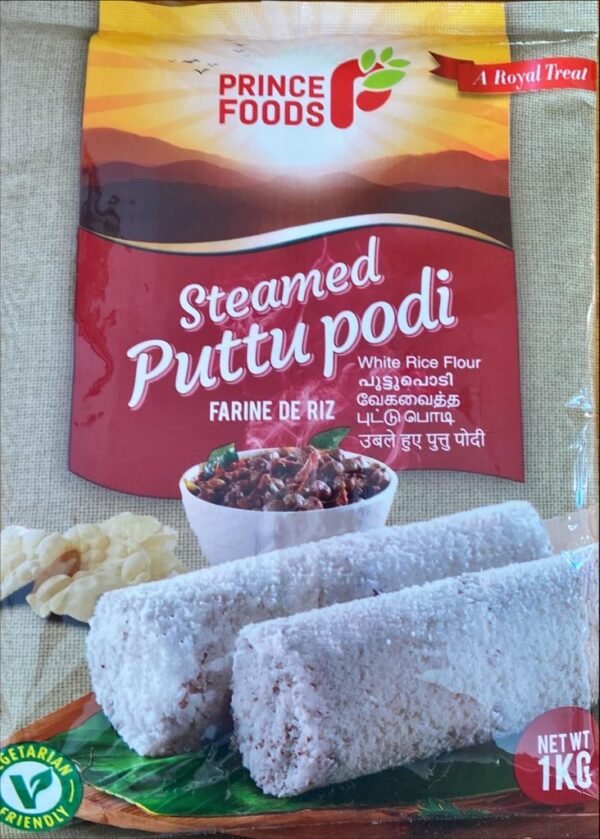 PRINCE
FOODS
A Royal Treat
Steamed
Puttu podi
White Rice Flour
പുട്ടുപൊടി
வேகவைத்த
புட்டு பொடி
उबले हुए पुत्तु पोदी
FARINE DE RIZ
NET WT
1KG
GETARIAN
FRIENDLY